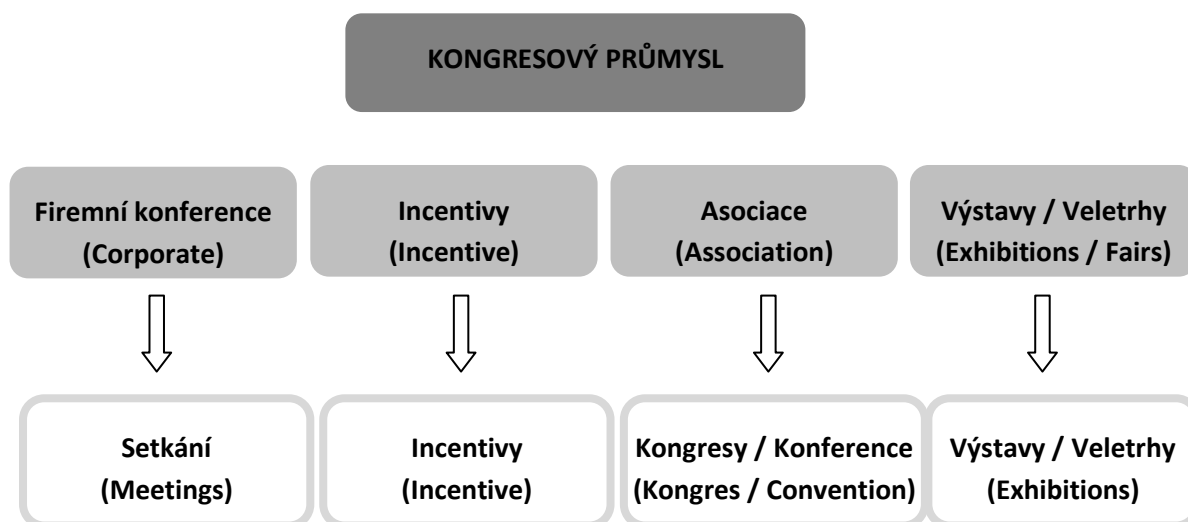 KONGRESOVÝ PRŮMYSL
Firemní konference
(Corporate)
Incentivy
(Incentive)
Asociace
(Association)
Výstavy / Veletrhy
(Exhibitions / Fairs)
Setkání
(Meetings)
Incentivy
(Incentive)
Kongresy / Konference
(Kongres / Convention)
Výstavy / Veletrhy
(Exhibitions)